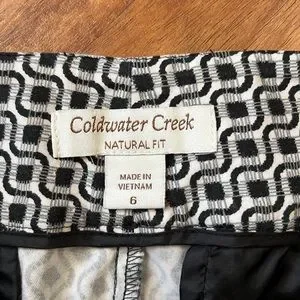 Coldwater Creek
NATURAL FIT
MADE IN
VIETNAM
6